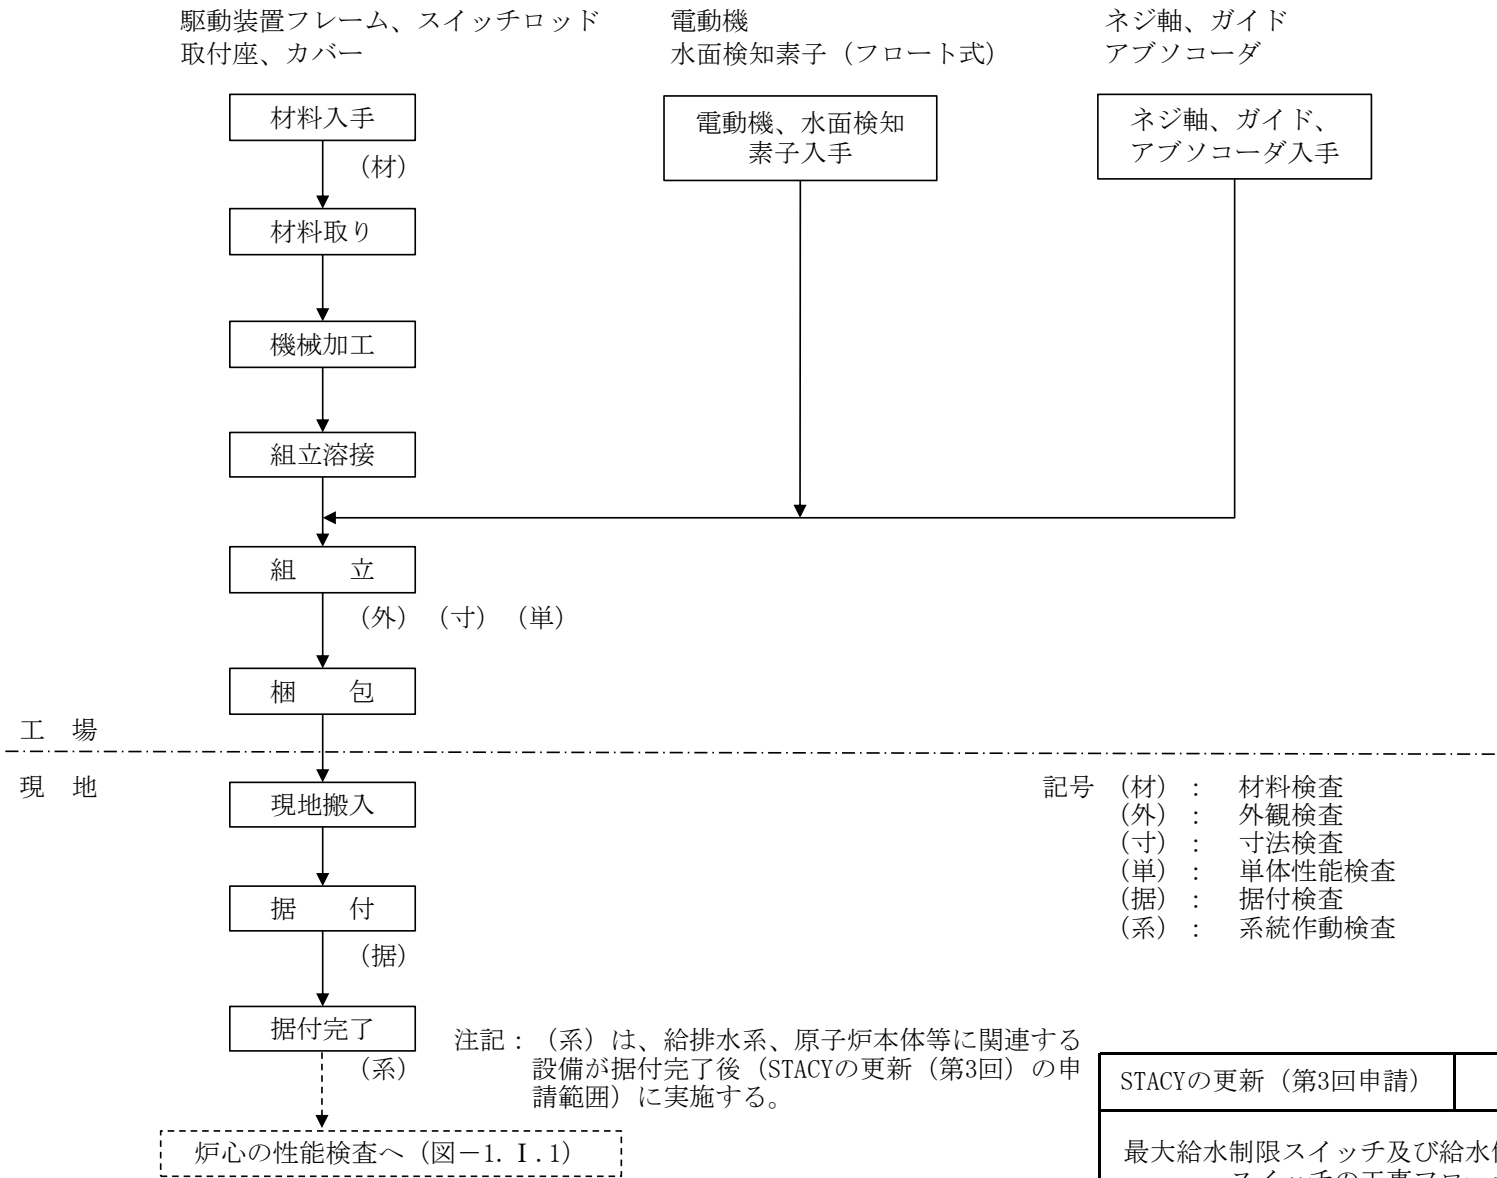 駆動装置フレーム、スイッチロッド
取付座、カバー
電動機
水面検知素子（フロート式）
ネジ軸、ガイド
アブソコーダ
材料入手
（材）
電動機、水面検知
素子入手
ネジ軸、ガイド、
アブソコーダ入手
材料取り
機械加工
組立溶接
組　　立
（外）（寸）（単）
梱　　包
工　場
現　地
現地搬入
記号　（材）：　材料検査
（外）：　外観検査
（寸）：　寸法検査
（単）：　単体性能検査
（据）：　据付検査
（系）：　系統作動検査
据　　付
（据）
据付完了
（系）
注記：（系）は、給排水系、原子炉本体等に関連する
設備が据付完了後（STACYの更新（第3回）の申
請範囲）に実施する。
炉心の性能検査へ（図－1.Ⅰ.1）
STACYの更新（第3回申請）
最大給水制限スイッチ及び給水